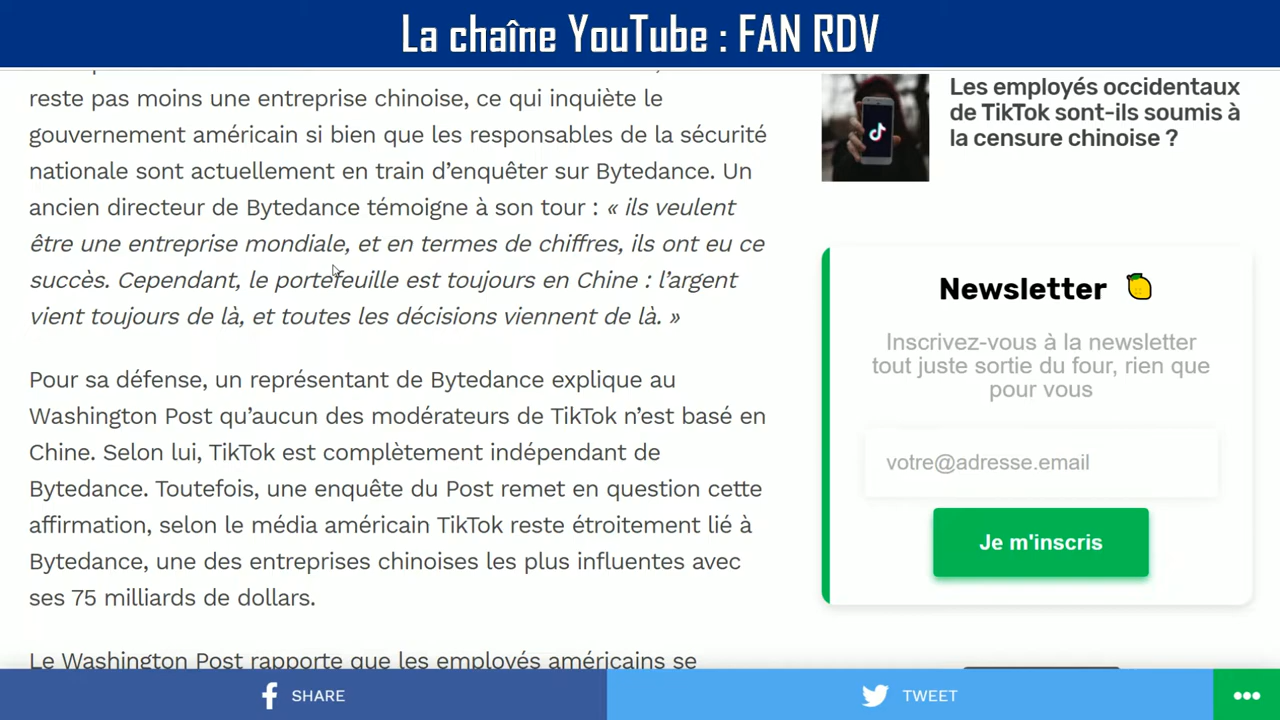 La chaîne YouTube : FAN RDV
reste pas moins une entreprise chinoise, ce qui inquiète le
gouvernement américain si bien que les responsables de la sécurité
nationale sont actuellement en train d’enquêter sur Bytedance. Un
ancien directeur de Bytedance témoigne à son tour : « ils veulent
être une entreprise mondiale, et en termes de chiffres, ils ont eu ce
succès. Cependant, le portefeuille est toujours en Chine : l’argent
vient toujours de là, et toutes les décisions viennent de là. »
Pour sa défense, un représentant de Bytedance explique au
Washington Post qu’aucun des modérateurs de TikTok n’est basé en
Chine. Selon lui, TikTok est complètement indépendant de
Bytedance. Toutefois, une enquête du Post remet en question cette
affirmation, selon le média américain TikTok reste étroitement lié à
Bytedance, une des entreprises chinoises les plus influentes avec
ses 75 milliards de dollars.
Le Washington Post rapporte que les employés américains se
Les employés occidentaux
de TikTok sont-ils soumis à
la censure chinoise ?
Newsletter
Inscrivez-vous à la newsletter
tout juste sortie du four, rien que
pour vous
votre@adresse.email
Je m'inscris
SHARE
TWEET